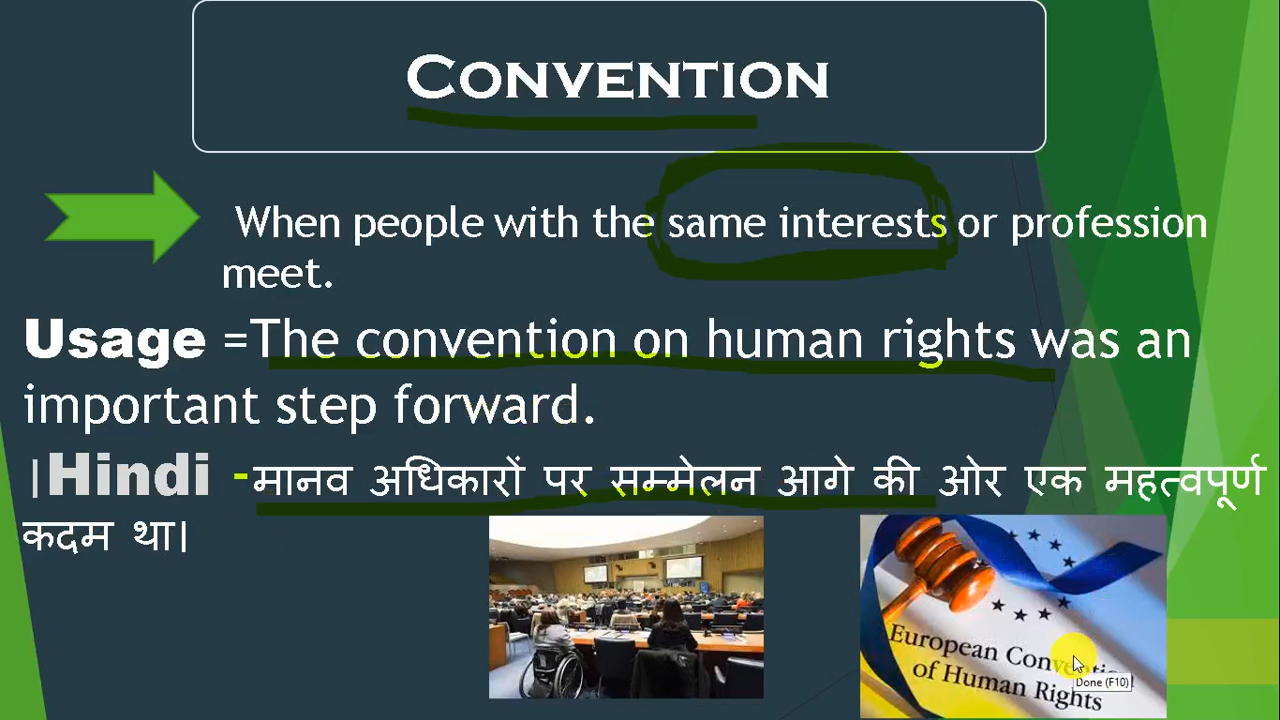 CONVENTION
When people with the same interests or profession
meet.
Usage =The convention on human rights was an
important step forward.
|Hindi -मानव अधिकारों पर सम्मेलन आगे की ओर एक महत्वपूर्ण
कदम था।
European Convention
of Human Rights
Done (F10)